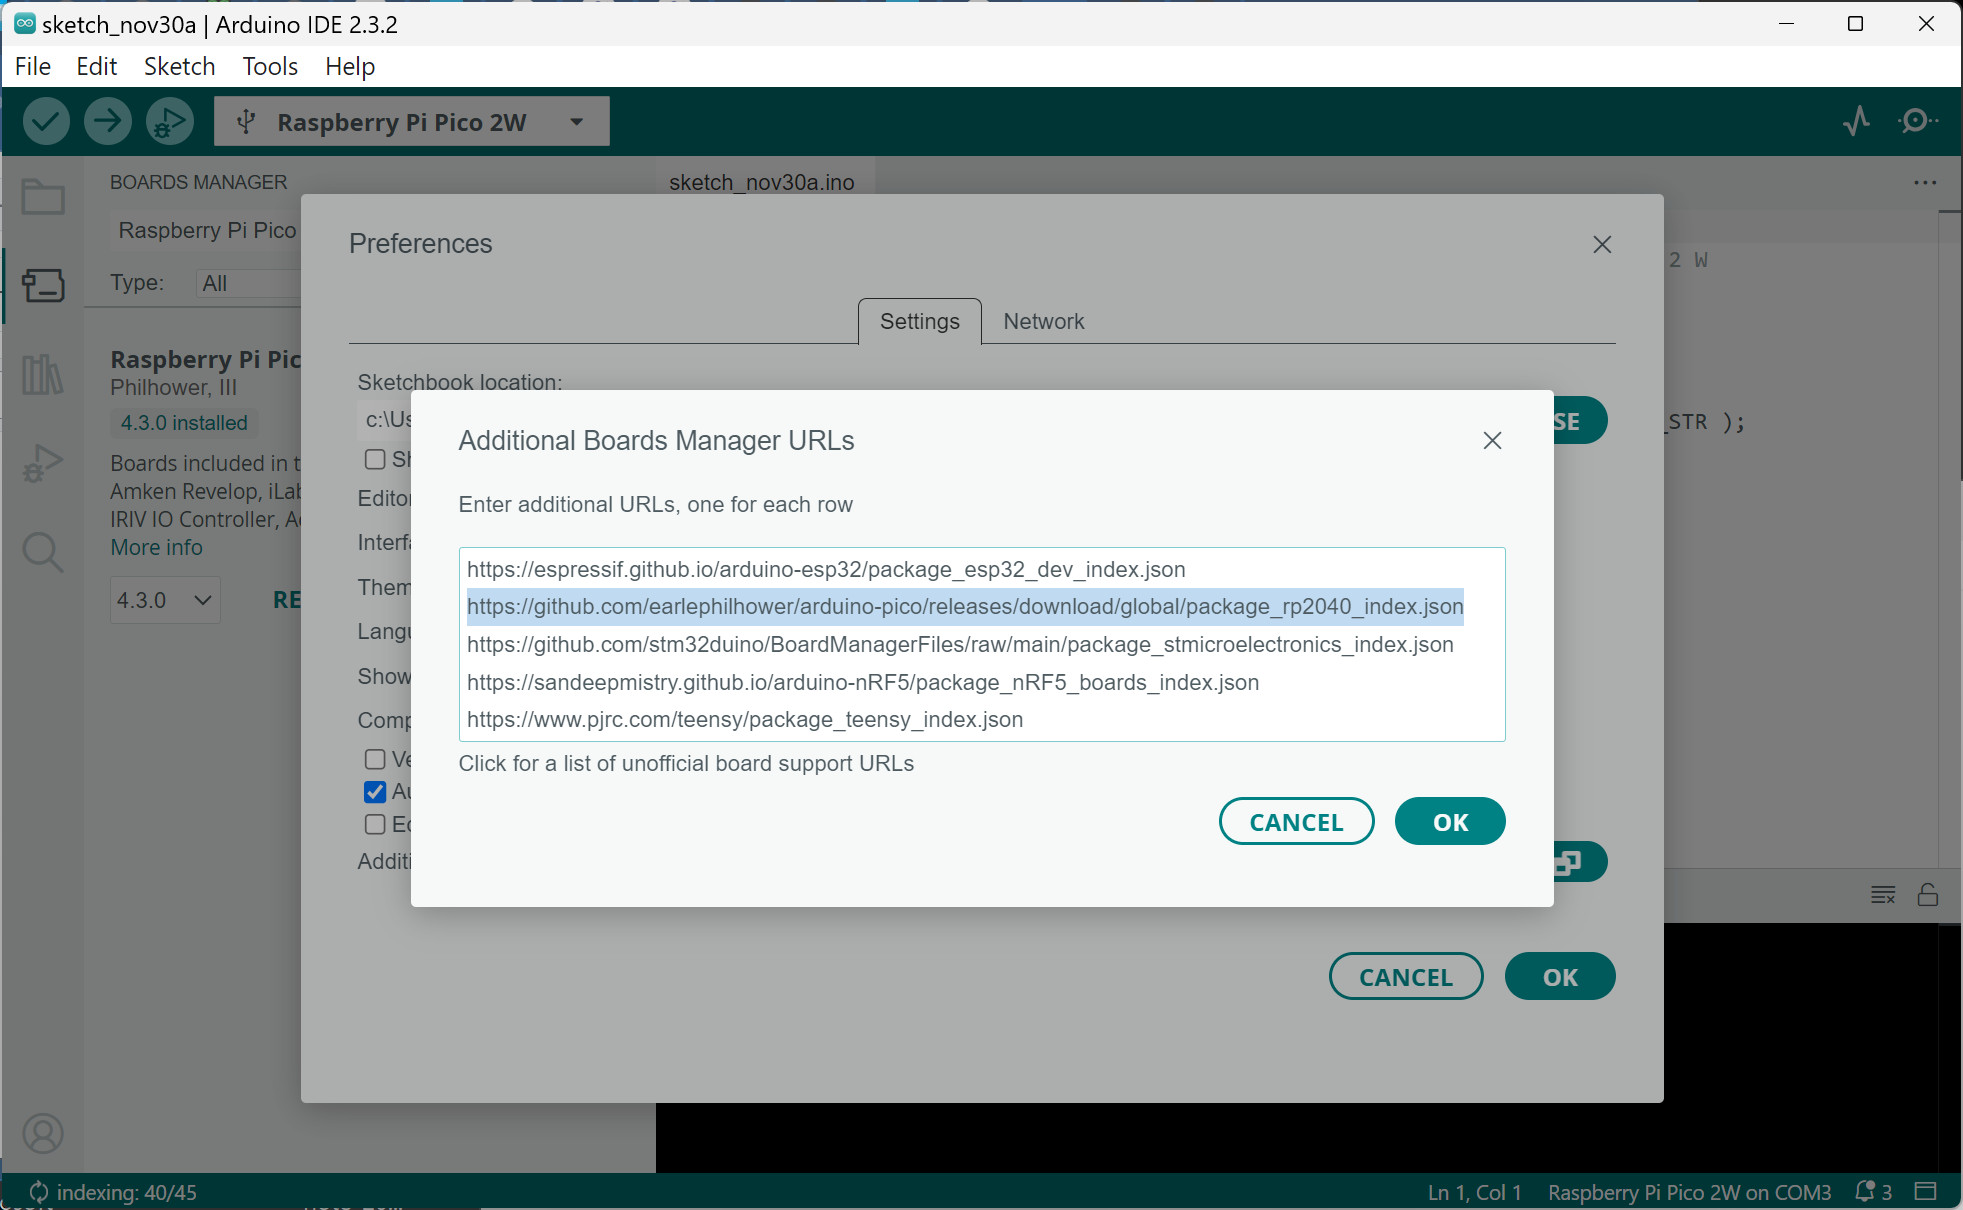 sketch_nov30a | Arduino IDE 2.3.2
File Edit Sketch Tools Help
Raspberry Pi Pico 2W
BOARDS MANAGER
sketch_nov30a.ino
Raspberry Pi Pico
Type: All
Raspberry Pi Pic
Philhower, III
4.3.0 installed
Boards included in t
Amken Revelop, iLab
IRIV IO Controller, A
More info
4.3.0
RE
Preferences
Settings Network
Sketchbook location:
c:\Us
SE
Sh
Editor
Interfa
Them
Langu
Show
Comp
Ve
Au
Ed
Additi
CANCEL OK
Additional Boards Manager URLs
Enter additional URLs, one for each row
https://espressif.github.io/arduino-esp32/package_esp32_dev_index.json
https://github.com/earlephilhower/arduino-pico/releases/download/global/package_rp2040_index.json
https://github.com/stm32duino/BoardManagerFiles/raw/main/package_stmicroelectronics_index.json
https://sandeepmistry.github.io/arduino-nRF5/package_nRF5_boards_index.json
https://www.pjrc.com/teensy/package_teensy_index.json
Click for a list of unofficial board support URLs
CANCEL OK
2 W
_STR );
indexing: 40/45
Ln 1, Col 1 Raspberry Pi Pico 2W on COM3 3